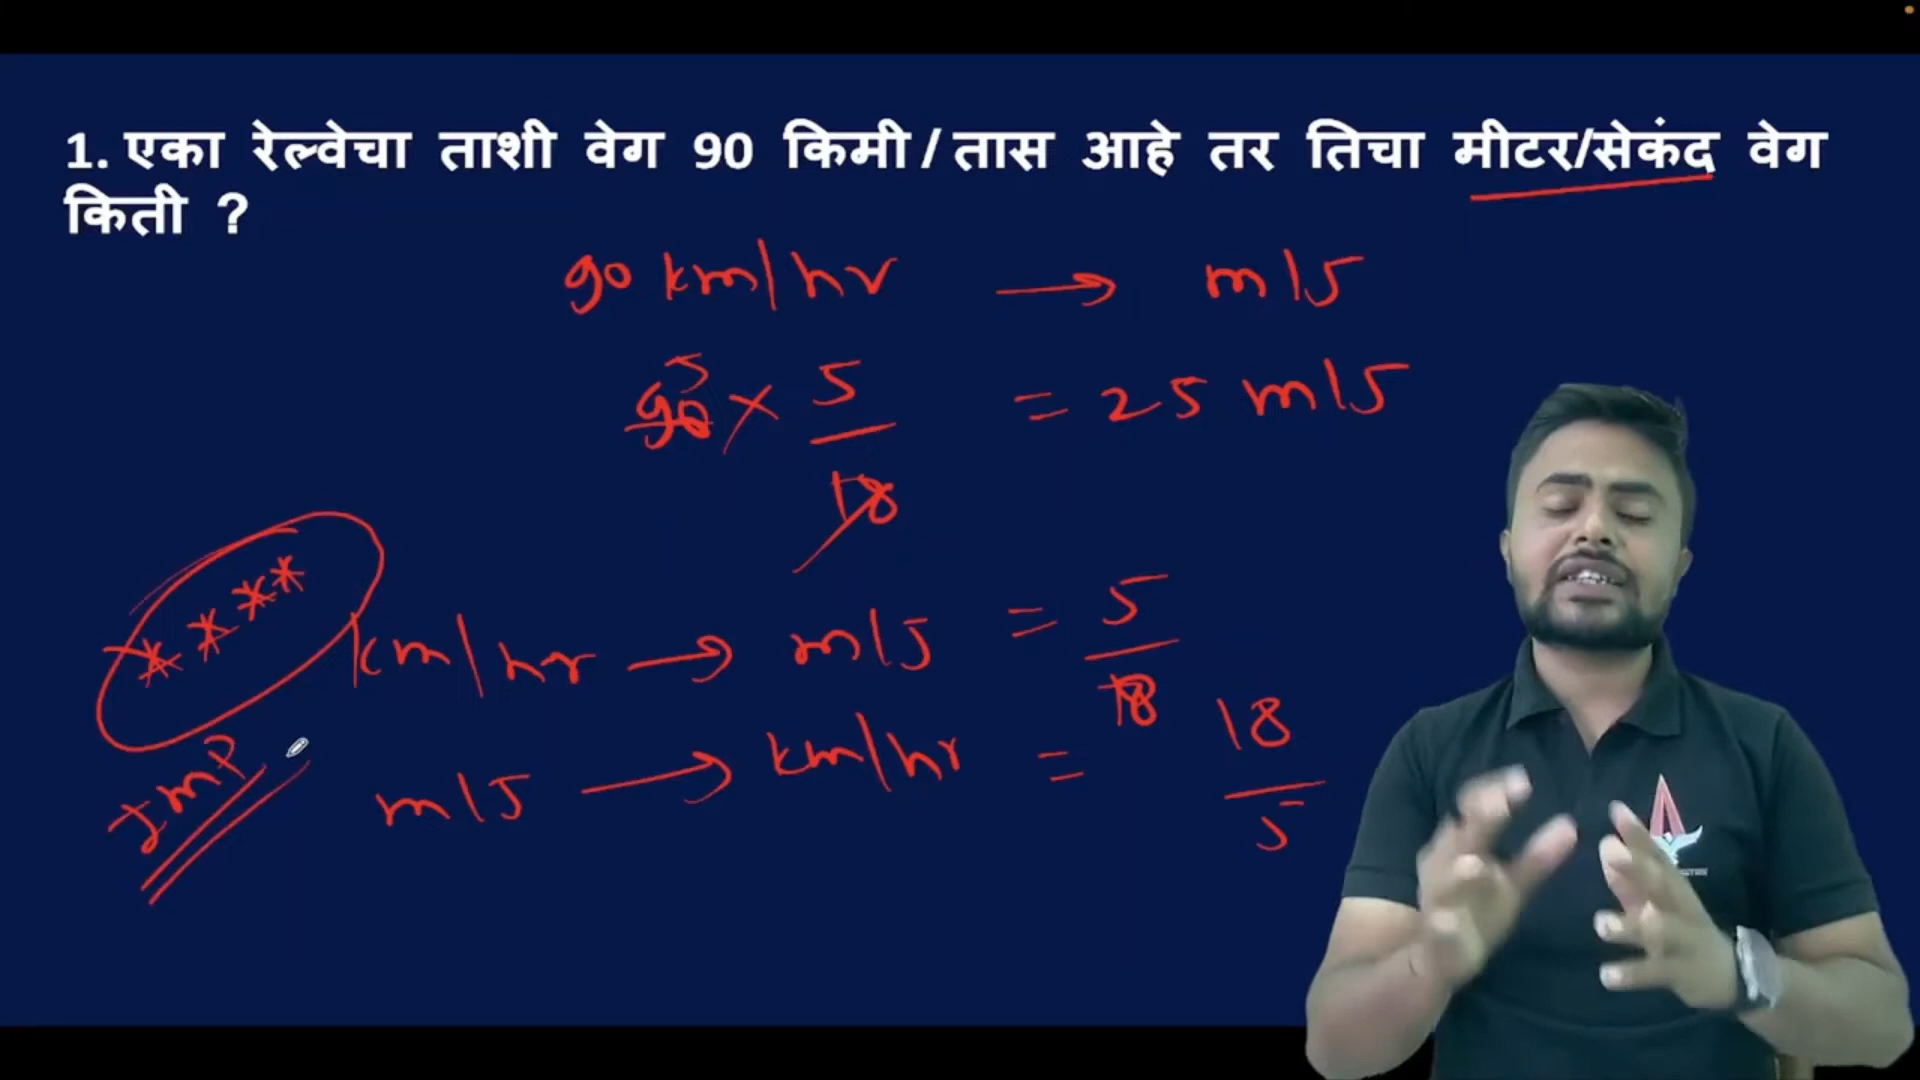 1. एका रेल्वेचा ताशी वेग 90 किमी / तास आहे तर तिचा मीटर/सेकंद वेग
किती ?
90 km/hr → m/s
5
90 × 5/18 = 25 m/s
****
km/hr → m/s = 5/18
Imp
m/s → km/hr = 18/5